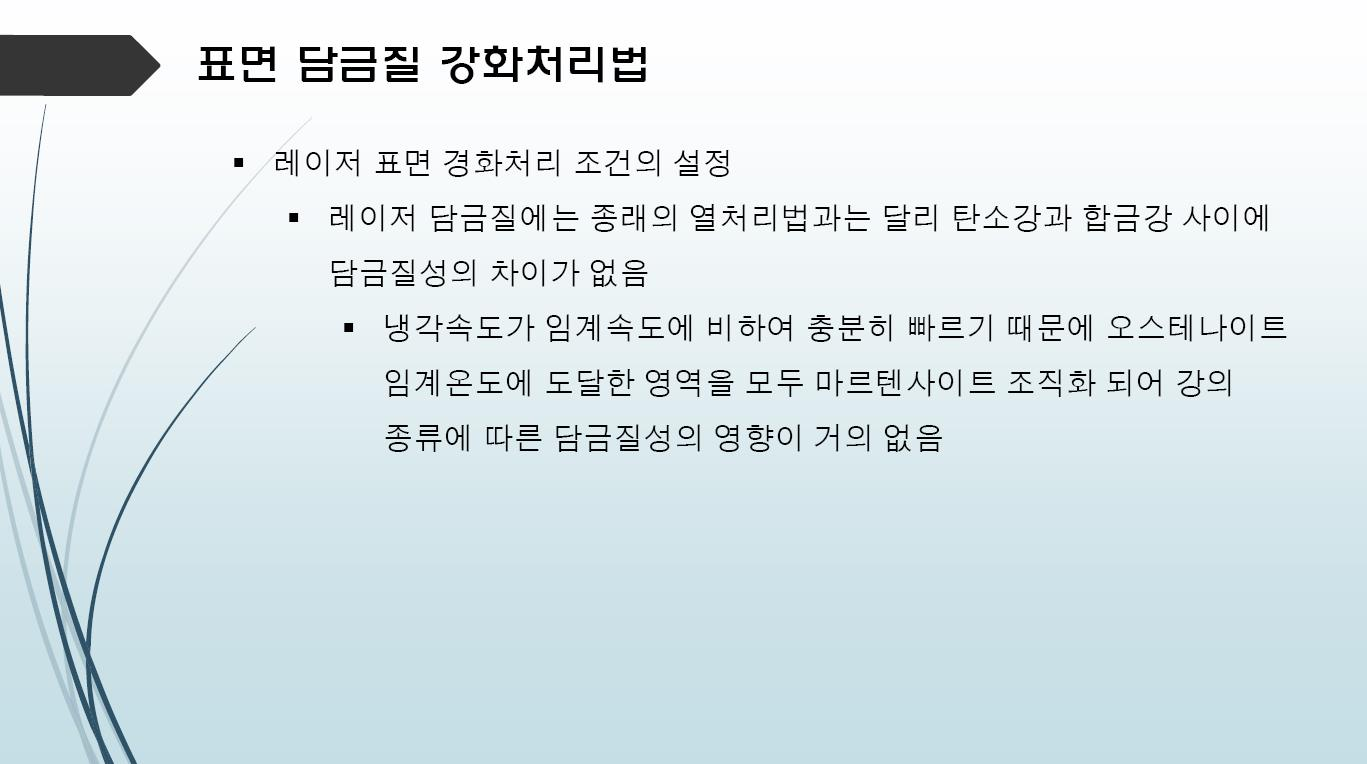 표면 담금질 강화처리법
▪ 레이저 표면 경화처리 조건의 설정
▪ 레이저 담금질에는 종래의 열처리법과는 달리 탄소강과 합금강 사이에
담금질성의 차이가 없음
▪ 냉각속도가 임계속도에 비하여 충분히 빠르기 때문에 오스테나이트
임계온도에 도달한 영역을 모두 마르텐사이트 조직화 되어 강의
종류에 따른 담금질성의 영향이 거의 없음